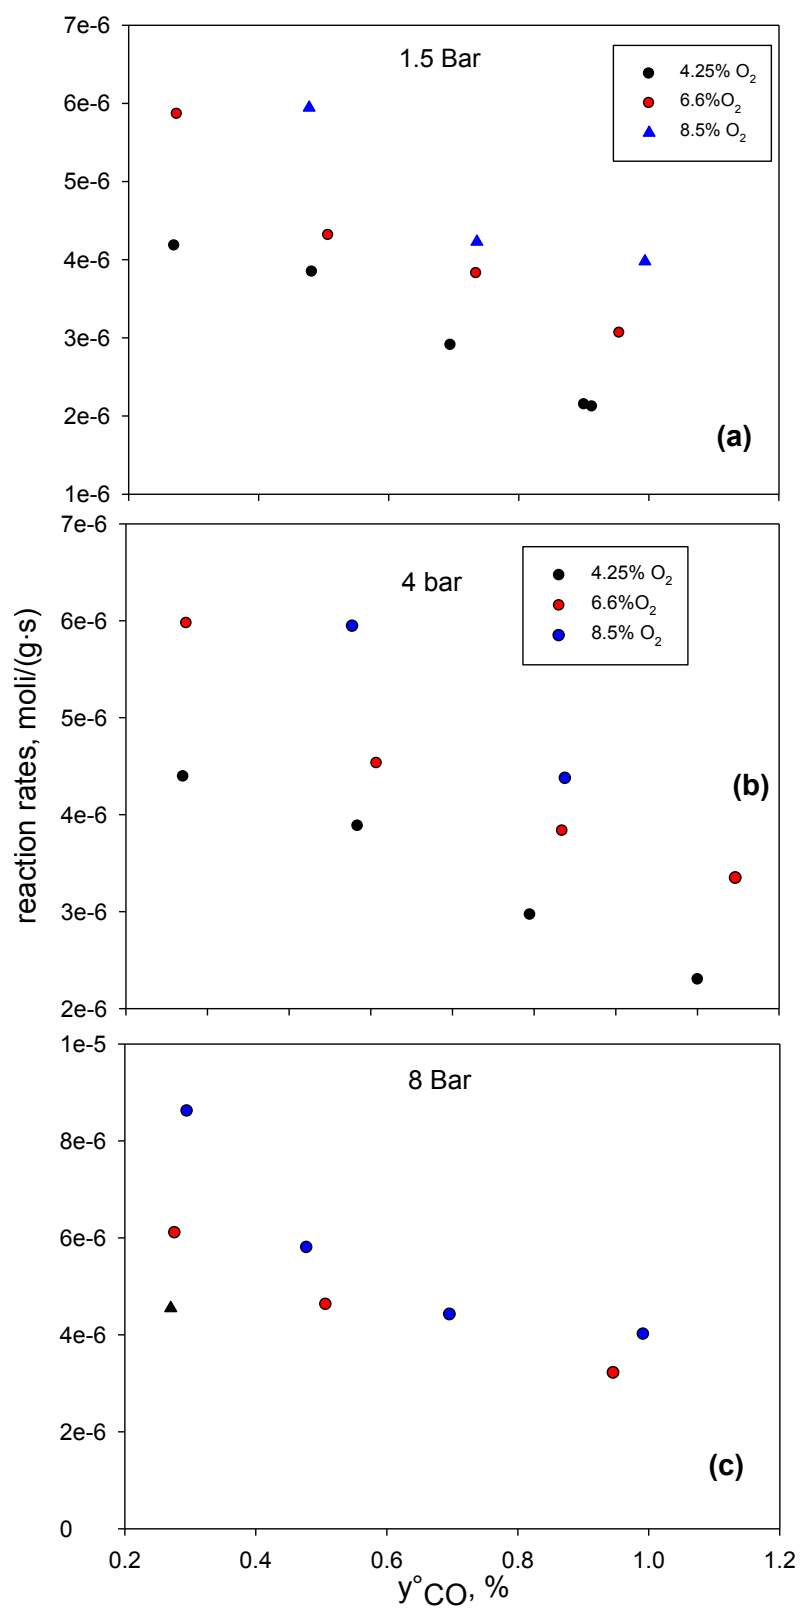 7e-6
1.5 Bar
4.25% O2
6.6%O2
8.5% O2
6e-6
5e-6
4e-6
3e-6
2e-6
(a)
1e-6
7e-6
4 bar
4.25% O2
6.6%O2
8.5% O2
6e-6
5e-6
(b)
4e-6
3e-6
2e-6
reaction rates, moli/(g·s)
1e-5
8 Bar
8e-6
6e-6
4e-6
2e-6
(c)
0
0.2 0.4 0.6 0.8 1.0 1.2
y°CO, %